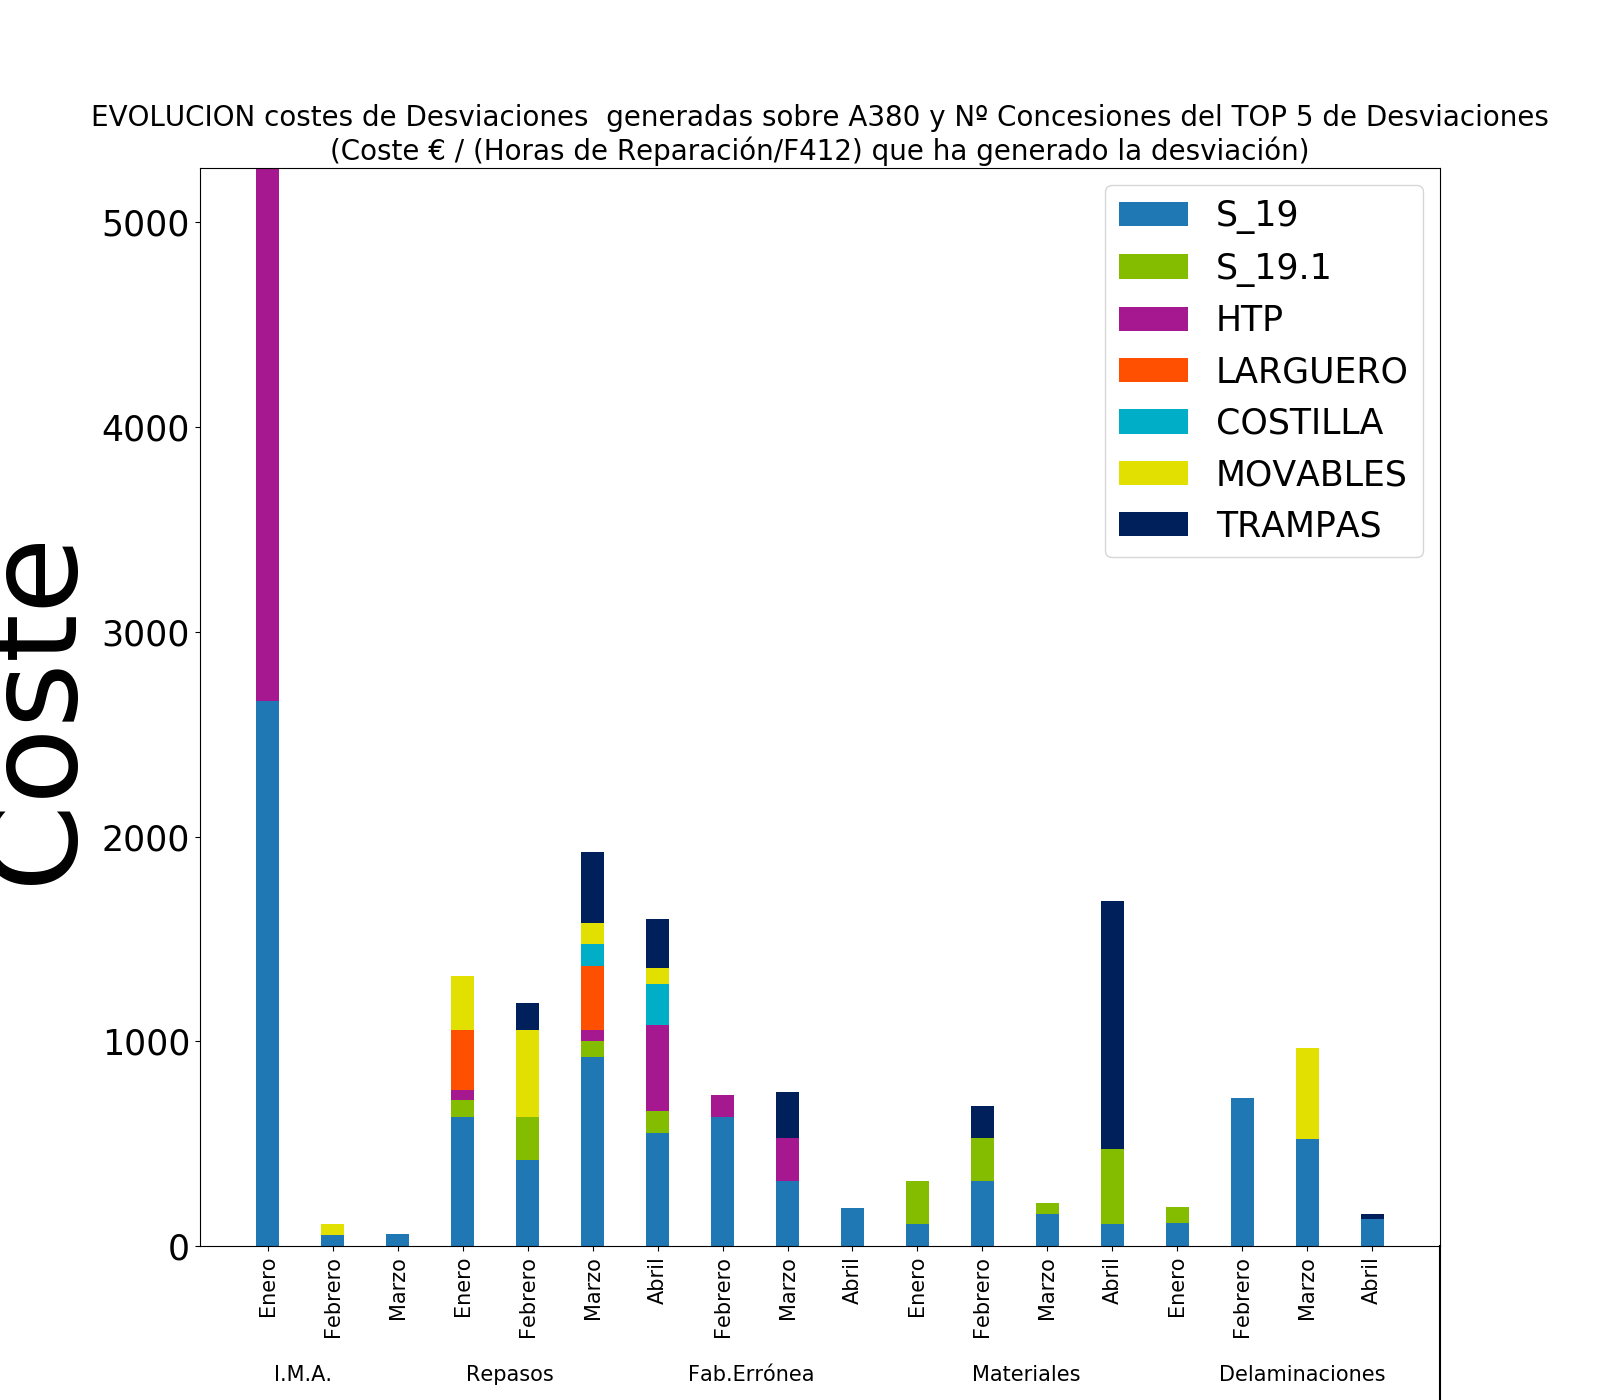 EVOLUCION costes de Desviaciones  generadas sobre A380 y Nº Concesiones del TOP 5 de Desviaciones
(Coste € / (Horas de Reparación/F412) que ha generado la desviación)
S_19
S_19.1
HTP
LARGUERO
COSTILLA
MOVABLES
TRAMPAS
Coste
5000
4000
3000
2000
1000
0
Enero
Febrero
Marzo
Enero
Febrero
Marzo
Abril
Febrero
Marzo
Abril
Enero
Febrero
Marzo
Abril
Enero
Febrero
Marzo
Abril
I.M.A.
Repasos
Fab.Errónea
Materiales
Delaminaciones